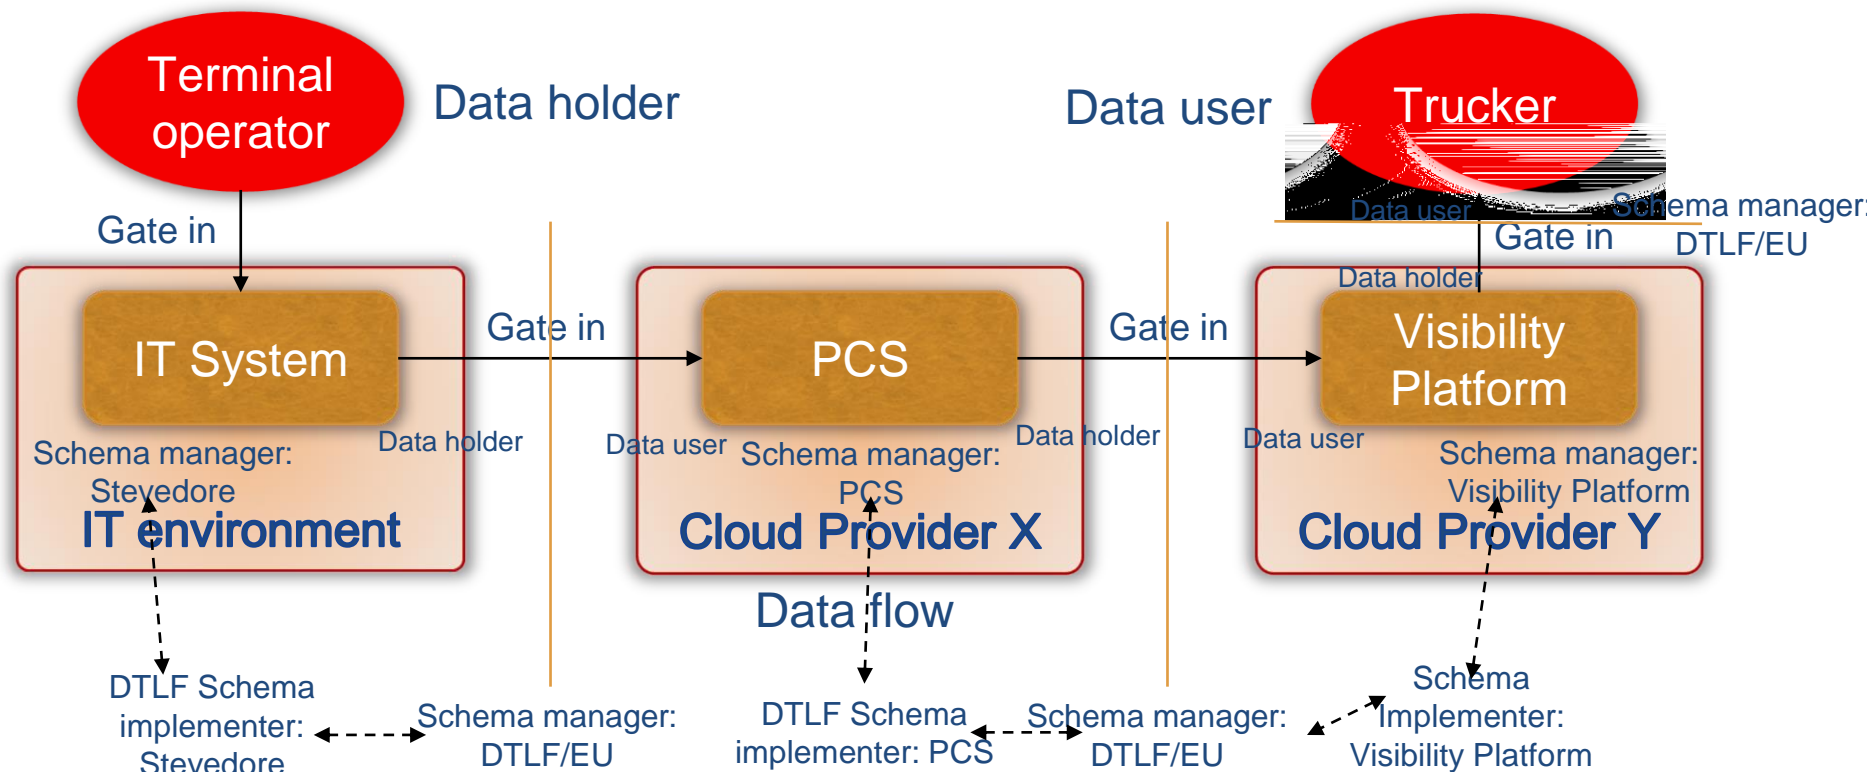 Terminal
operator
Data holder
Data user
Trucker
Data user
Schema manager:
DTLF/EU
Gate in
Gate in
Data holder
IT System
Gate in
PCS
Gate in
Visibility
Platform
Data holder
Data user
Data holder
Data user
Schema manager:
Stevedore
IT environment
Schema manager:
PCS
Cloud Provider X
Schema manager:
Visibility Platform
Cloud Provider Y
Data flow
DTLF Schema
implementer:
Stevedore
Schema manager:
DTLF/EU
DTLF Schema
implementer: PCS
Schema manager:
DTLF/EU
Schema
Implementer:
Visibility Platform